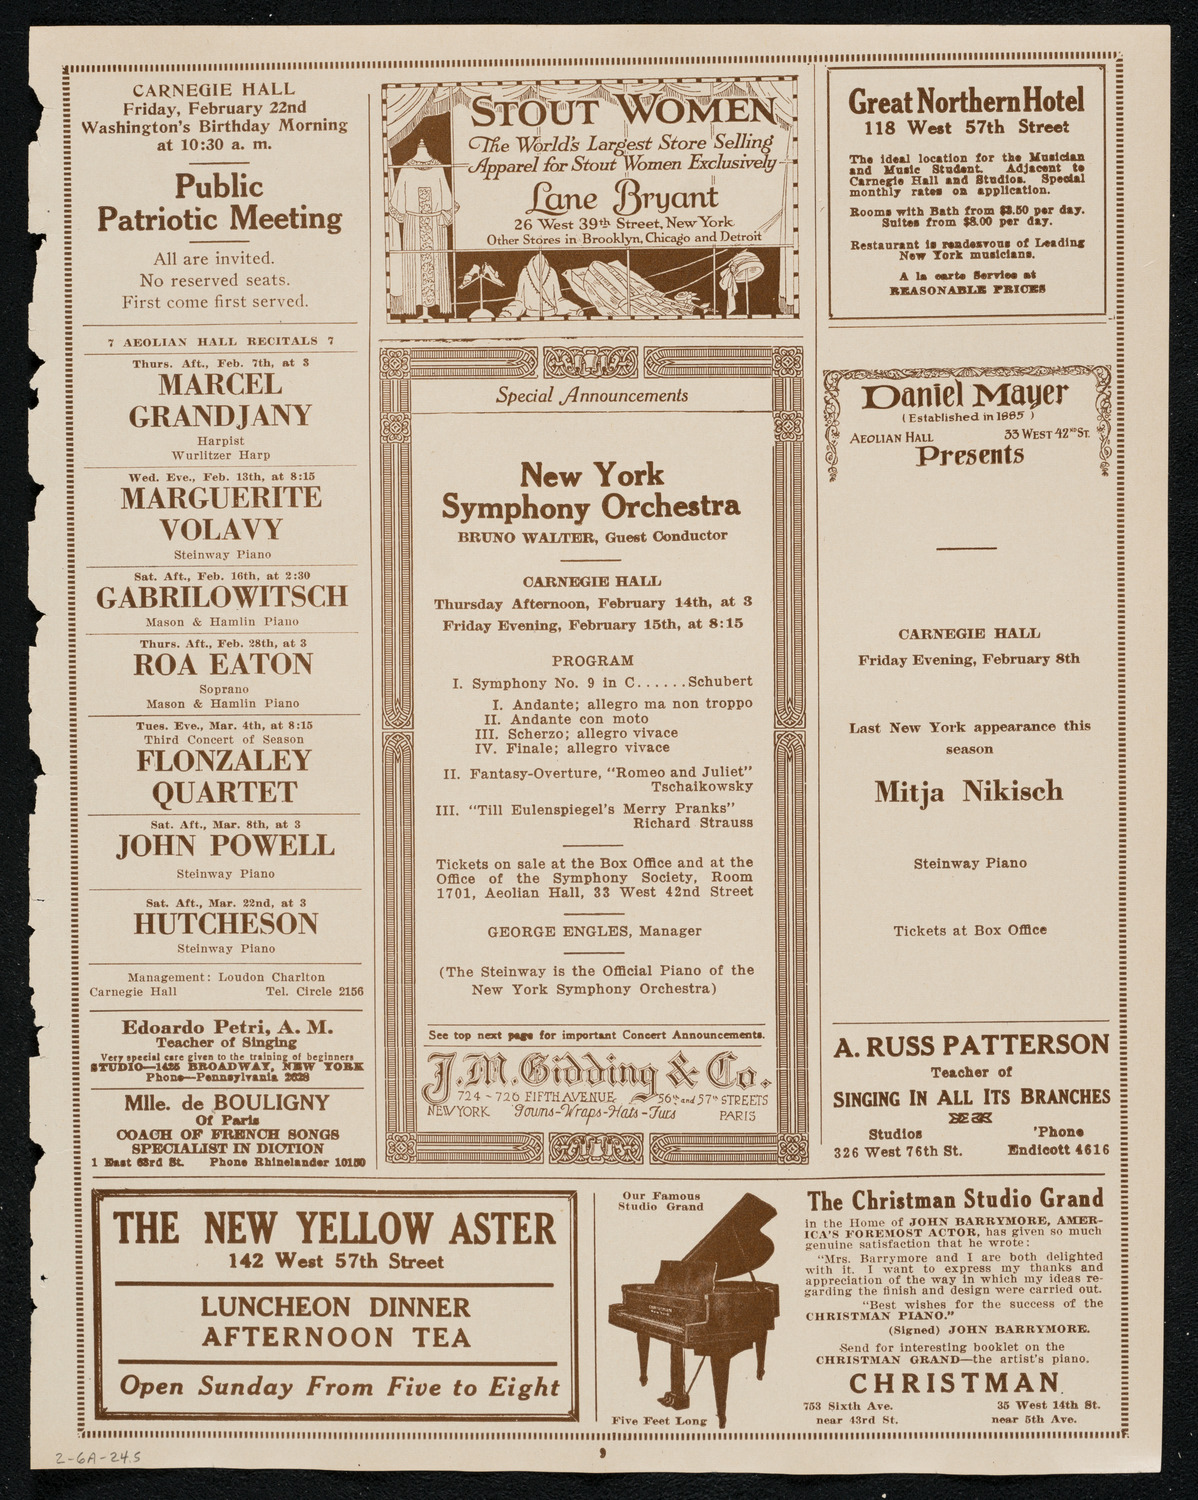 CARNEGIE HALL
Friday, February 22nd
Washington's Birthday Morning
at 10:30 a. m.
Public
Patriotic Meeting
All are invited.
No reserved seats.
First come first served.
7 AEOLIAN HALL RECITALS 7
Thurs. Aft., Feb. 7th, at 3
MARCEL
GRANDJANY
Harpist
Wurlitzer Harp
Wed. Eve., Feb. 13th, at 8:15
MARGUERITE
VOLAVY
Steinway Piano
Sat. Aft., Feb. 16th, at 2:30
GABRILOWITSCH
Mason & Hamlin Piano
Thurs. Aft., Feb. 28th, at 3
ROA EATON
Soprano
Mason & Hamlin Piano
Tues. Eve., Mar. 4th, at 8:15
Third Concert of Season
FLONZALEY
QUARTET
Sat. Aft., Mar. 8th, at 3
JOHN POWELL
Steinway Piano
Sat. Aft., Mar. 22nd, at 3
HUTCHESON
Steinway Piano
Management: Loudon Charlton
Carnegie Hall Tel. Circle 2156
Edoardo Petri, A. M.
Teacher of Singing
Very special care given to the training of beginners
STUDIO—1425 BROADWAY, NEW YORK
Phone—Pennsylvania 2628
Mlle. de BOULIGNY
Of Paris
COACH OF FRENCH SONGS
SPECIALIST IN DICTION
1 East 63rd St. Phone Rhinelander 10180
STOUT WOMEN
The World's Largest Store Selling
Apparel for Stout Women Exclusively
Lane Bryant
26 West 39th Street, New York
Other Stores in Brooklyn, Chicago and Detroit
Special Announcements
New York
Symphony Orchestra
BRUNO WALTER, Guest Conductor
CARNEGIE HALL
Thursday Afternoon, February 14th, at 3
Friday Evening, February 15th, at 8:15
PROGRAM
I. Symphony No. 9 in C......Schubert
I. Andante; allegro ma non troppo
II. Andante con moto
III. Scherzo; allegro vivace
IV. Finale; allegro vivace
II. Fantasy-Overture, "Romeo and Juliet"
Tschaikowsky
III. "Till Eulenspiegel's Merry Pranks"
Richard Strauss
Tickets on sale at the Box Office and at the
Office of the Symphony Society, Room
1701, Aeolian Hall, 33 West 42nd Street
GEORGE ENGLES, Manager
(The Steinway is the Official Piano of the
New York Symphony Orchestra)
See top next page for important Concert Announcements.
J.M. Gidding & Co.
724-726 FIFTH AVENUE 56th and 57th STREETS
NEW YORK Gowns-Wraps-Hats-Furs PARIS
Great Northern Hotel
118 West 57th Street
The ideal location for the Musician
and Music Student. Adjacent to
Carnegie Hall and Studios. Special
monthly rates on application.
Rooms with Bath from $3.50 per day.
Suites from $8.00 per day.
Restaurant is rendezvous of Leading
New York musicians.
A la carte Service at
REASONABLE PRICES
Daniel Mayer
(Established in 1885)
AEOLIAN HALL 33 WEST 42ND ST.
Presents
CARNEGIE HALL
Friday Evening, February 8th
Last New York appearance this
season
Mitja Nikisch
Steinway Piano
Tickets at Box Office
A. RUSS PATTERSON
Teacher of
SINGING IN ALL ITS BRANCHES
Studios 'Phone
326 West 76th St. Endicott 4616
THE NEW YELLOW ASTER
142 West 57th Street
LUNCHEON DINNER
AFTERNOON TEA
Open Sunday From Five to Eight
Our Famous
Studio Grand
CHRISTMAN
Five Feet Long
The Christman Studio Grand
in the Home of JOHN BARRYMORE, AMER-
ICA'S FOREMOST ACTOR, has given so much
genuine satisfaction that he wrote:
"Mrs. Barrymore and I are both delighted
with it. I want to express my thanks and
appreciation of the way in which my ideas re-
garding the finish and design were carried out.
"Best wishes for the success of the
CHRISTMAN PIANO."
(Signed) JOHN BARRYMORE.
Send for interesting booklet on the
CHRISTMAN GRAND—the artist's piano.
CHRISTMAN
753 Sixth Ave. 35 West 14th St.
near 43rd St. near 5th Ave.
2-6A-24.5
9